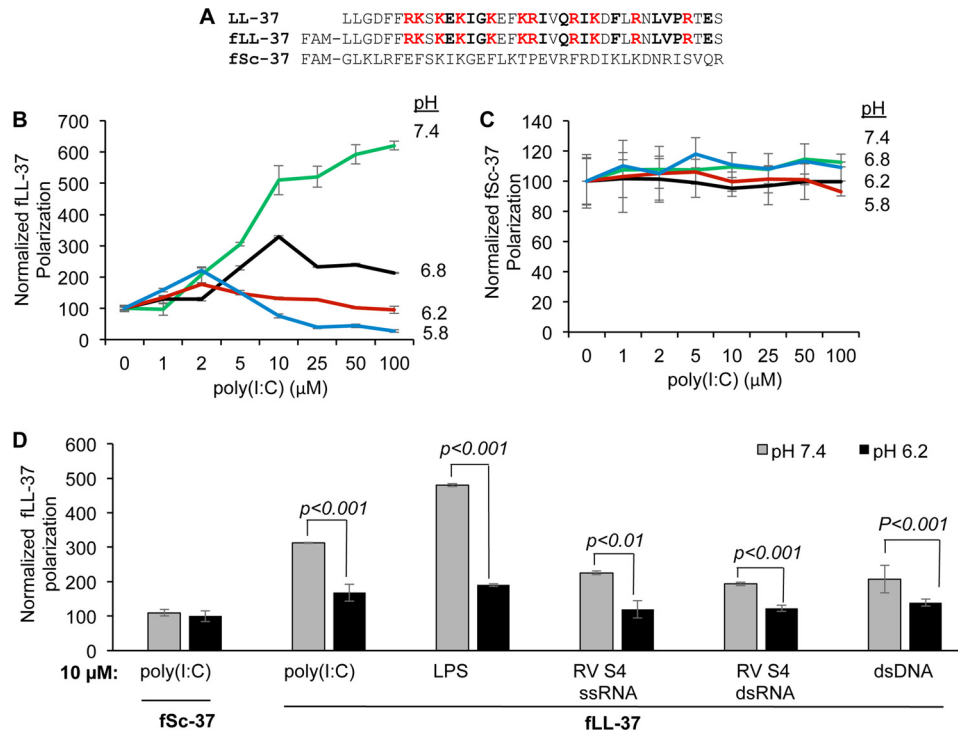 A
LL-37 LLGDFFRKSKEKIGKEFKRIVQRIKDFLRNLVPRTES
fLL-37 FAM-LLGDFFRKSKEKIGKEFKRIVQRIKDFLRNLVPRTES
fSc-37 FAM-GLKLRFEFSKIKGEFLKTPEVRFRDIKLKDNRISVQR
B
Normalized fLL-37
Polarization
700
600
500
400
300
200
100
0
0 1 2 5 10 25 50 100
poly(I:C) (µM)
pH
7.4
6.8
6.2
5.8
C
Normalized fSc-37
Polarization
140
120
100
80
60
40
20
0
0 1 2 5 10 25 50 100
poly(I:C) (µM)
pH
7.4
6.8
6.2
5.8
D
Normalized fLL-37
polarization
600
500
400
300
200
100
0
pH 7.4 pH 6.2
p<0.001
p<0.001
p<0.01
p<0.001
P<0.001
10 µM: poly(I:C) poly(I:C) LPS RV S4 RV S4 dsDNA
ssRNA dsRNA
fSc-37 fLL-37